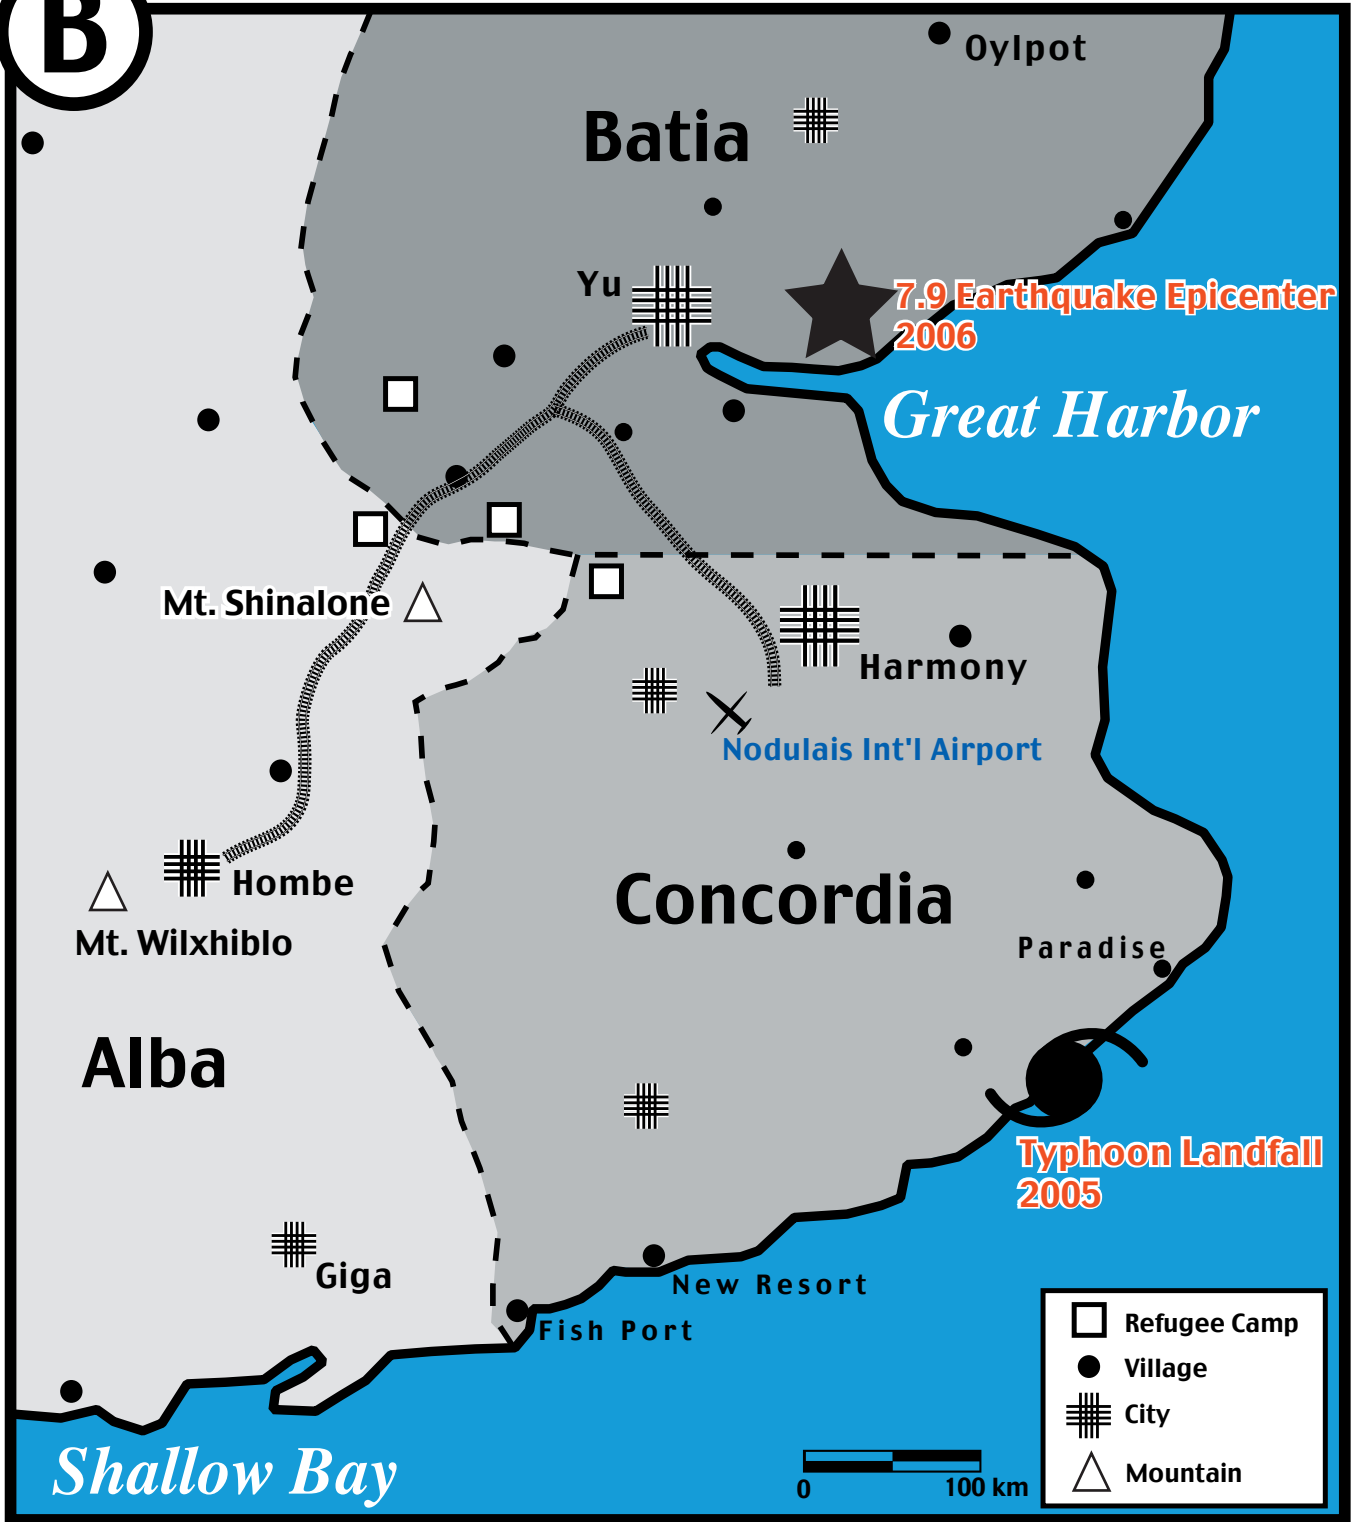 B
Oylpot
Batia
Yu
7.9 Earthquake Epicenter
2006
Great Harbor
Mt. Shinalone
Harmony
Nodulais Int'l Airport
Hombe
Concordia
Mt. Wilxhiblo
Paradise
Alba
Typhoon Landfall
2005
Giga
New Resort
Fish Port
Refugee Camp
Village
City
Mountain
Shallow Bay
0
100 km